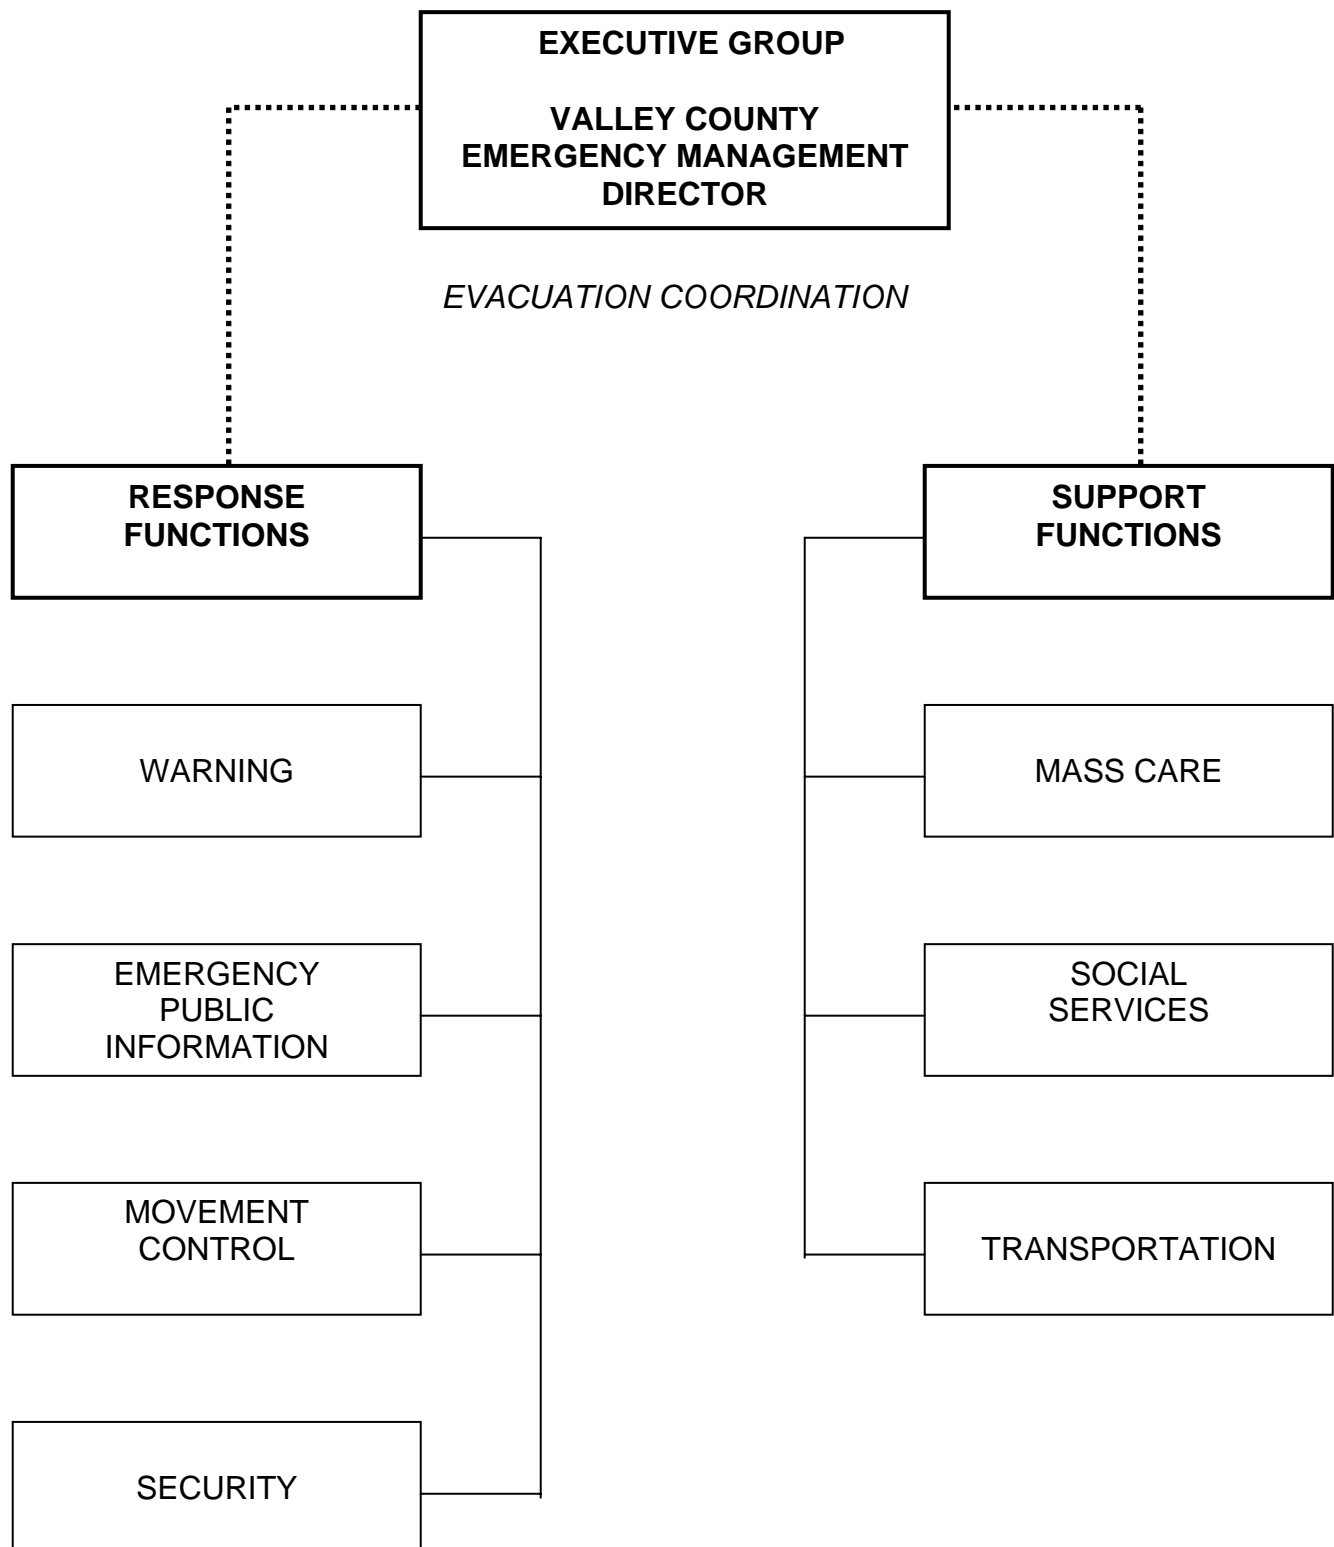 EXECUTIVE GROUP
VALLEY COUNTY
EMERGENCY MANAGEMENT
DIRECTOR
EVACUATION COORDINATION
RESPONSE
FUNCTIONS
WARNING
EMERGENCY
PUBLIC
INFORMATION
MOVEMENT
CONTROL
SECURITY
SUPPORT
FUNCTIONS
MASS CARE
SOCIAL
SERVICES
TRANSPORTATION